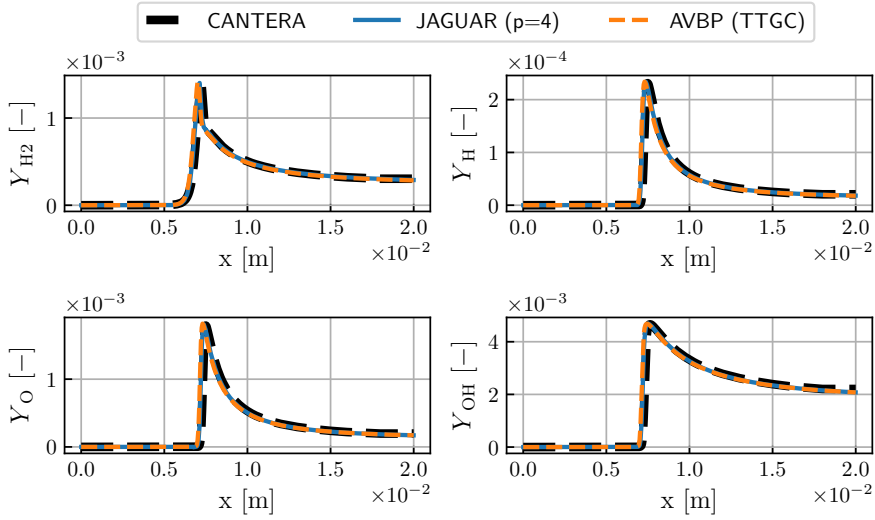 CANTERA JAGUAR (p=4) AVBP (TTGC)
×10⁻³ ×10⁻⁴
1 2
Y_H2 [−] Y_H [−]
1
0 0
0.0 0.5 1.0 1.5 2.0 0.0 0.5 1.0 1.5 2.0
x [m] ×10⁻² x [m] ×10⁻²
×10⁻³ ×10⁻³
4
1
Y_O [−] Y_OH [−]
2
0 0
0.0 0.5 1.0 1.5 2.0 0.0 0.5 1.0 1.5 2.0
x [m] ×10⁻² x [m] ×10⁻²